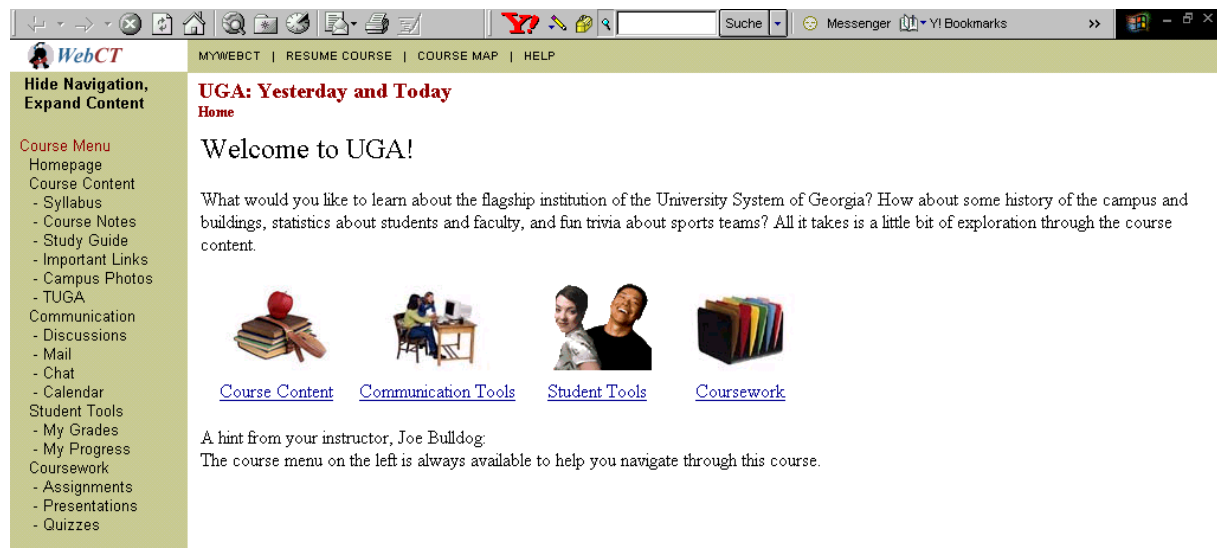 Y? Suche Messenger Y! Bookmarks »
WebCT MYWEBCT | RESUME COURSE | COURSE MAP | HELP
Hide Navigation,
Expand Content
Course Menu
Homepage
Course Content
- Syllabus
- Course Notes
- Study Guide
- Important Links
- Campus Photos
- TUGA
Communication
- Discussions
- Mail
- Chat
- Calendar
Student Tools
- My Grades
- My Progress
Coursework
- Assignments
- Presentations
- Quizzes
UGA: Yesterday and Today
Home
Welcome to UGA!
What would you like to learn about the flagship institution of the University System of Georgia? How about some history of the campus and
buildings, statistics about students and faculty, and fun trivia about sports teams? All it takes is a little bit of exploration through the course
content.
Course Content Communication Tools Student Tools Coursework
A hint from your instructor, Joe Bulldog:
The course menu on the left is always available to help you navigate through this course.